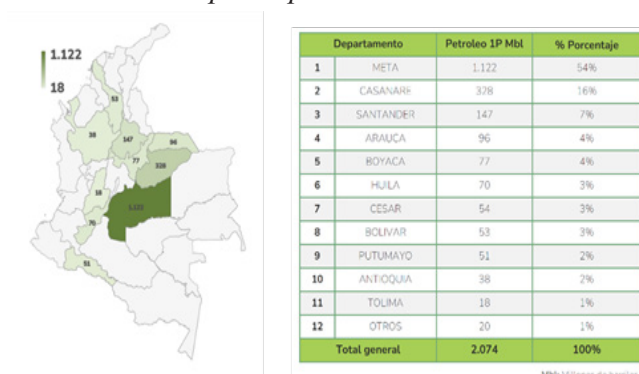 1.122
18
53
38
147
96
77
328
18
1.122
70
51
Departamento Petroleo 1P Mbl % Porcentaje
1 META 1.122 54%
2 CASANARE 328 16%
3 SANTANDER 147 7%
4 ARAUCA 96 4%
5 BOYACA 77 4%
6 HUILA 70 3%
7 CESAR 54 3%
8 BOLIVAR 53 3%
9 PUTUMAYO 51 2%
10 ANTIOQUIA 38 2%
11 TOLIMA 18 1%
12 OTROS 20 1%
Total general 2.074 100%